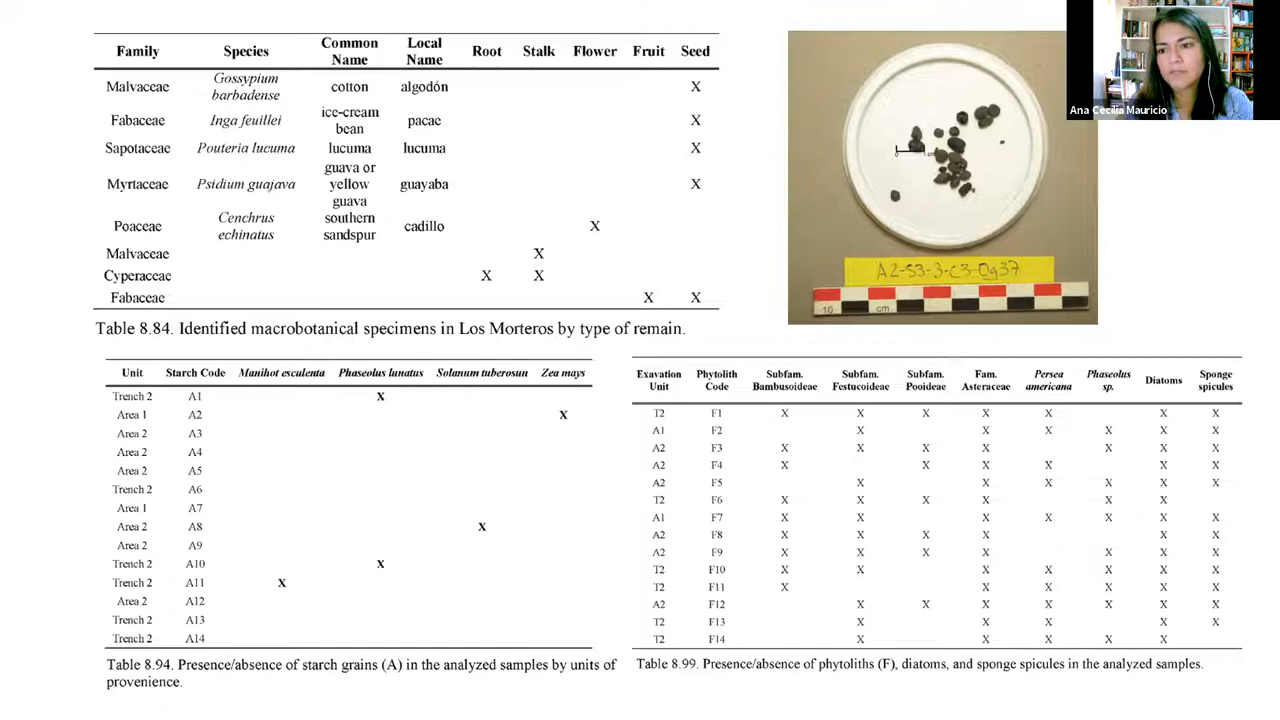 Family Species Common Name Local Name Root Stalk Flower Fruit Seed
Malvaceae Gossypium barbadense cotton algodón X
Fabaceae Inga feuillei ice-cream bean pacae X
Sapotaceae Pouteria lucuma lucuma lucuma X
Myrtaceae Psidium guajava guava or yellow guava guayaba X
Poaceae Cenchrus echinatus southern sandspur cadillo X
Malvaceae X
Cyperaceae X X
Fabaceae X X
Table 8.84. Identified macrobotanical specimens in Los Morteros by type of remain.
0 cm
A2-S3-3-C3-Og37
10 cm
Ana Cecilia Mauricio
Unit Starch Code Manihot esculenta Phaseolus lunatus Solanum tuberosun Zea mays
Trench 2 A1 X
Area 1 A2 X
Area 2 A3
Area 2 A4
Area 2 A5
Trench 2 A6
Area 1 A7
Area 2 A8 X
Area 2 A9
Trench 2 A10 X
Trench 2 A11 X
Area 2 A12
Trench 2 A13
Trench 2 A14
Table 8.94. Presence/absence of starch grains (A) in the analyzed samples by units of
provenience.
Exavation Unit Phytolith Code Subfam. Bambusoideae Subfam. Festucoideae Subfam. Pooideae Fam. Asteraceae Persea americana Phaseolus sp. Diatoms Sponge spicules
T2 F1 X X X X X X X
A1 F2 X X X X X X
A2 F3 X X X X X X X
A2 F4 X X X X X X
A2 F5 X X X X X X
T2 F6 X X X X X X
A1 F7 X X X X X X X
A2 F8 X X X X X X
A2 F9 X X X X X X X
T2 F10 X X X X X X X
T2 F11 X X X X X X
A2 F12 X X X X X X X
T2 F13 X X X X X
T2 F14 X X X X X
Table 8.99. Presence/absence of phytoliths (F), diatoms, and sponge spicules in the analyzed samples.